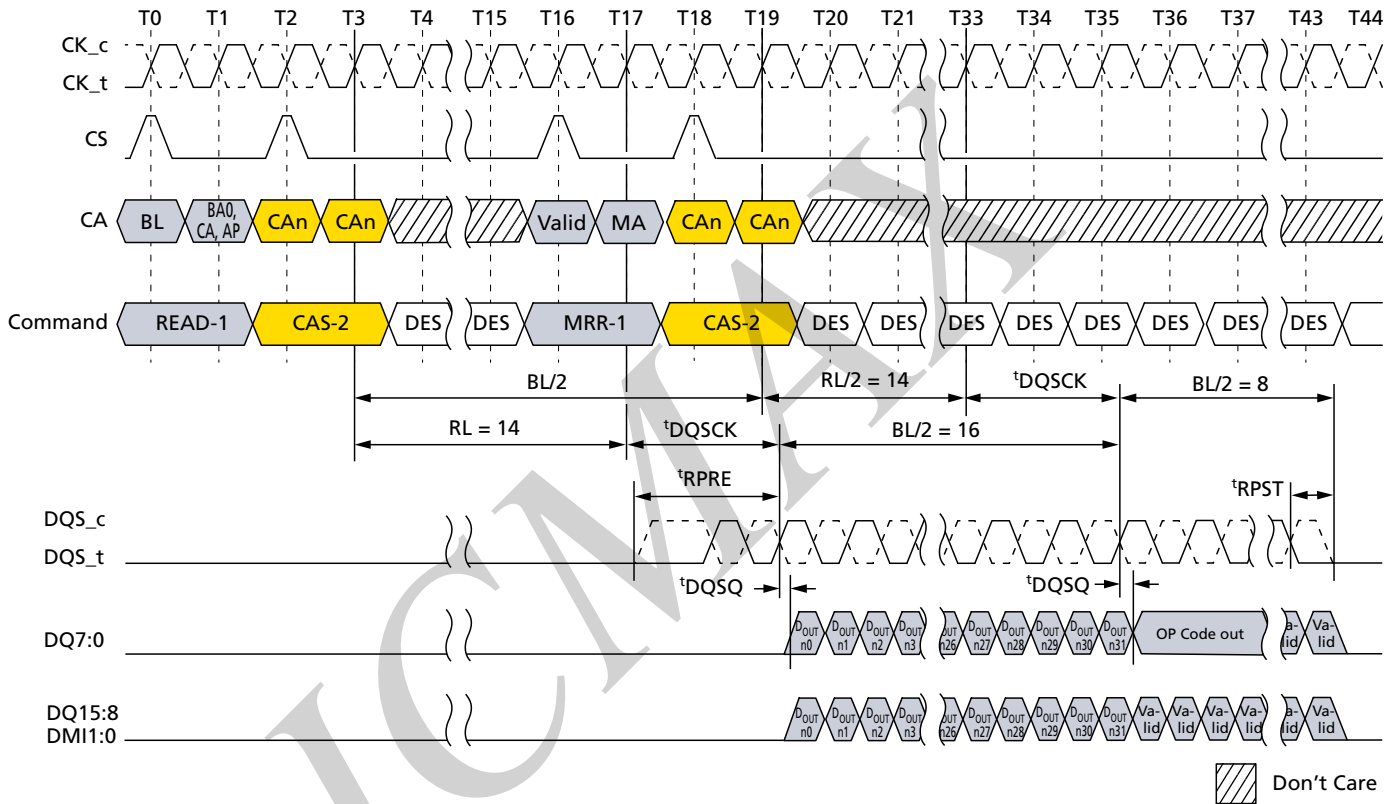 T0 T1 T2 T3 T4 T15 T16 T17 T18 T19 T20 T21 T33 T34 T35 T36 T37 T43 T44
CK_c
CK_t
CS
CA BL BA0, CA, AP CAn CAn Valid MA CAn CAn
Command READ-1 CAS-2 DES DES MRR-1 CAS-2 DES DES DES DES DES DES DES DES
BL/2 RL/2 = 14 tDQSCK BL/2 = 8
RL = 14 tDQSCK BL/2 = 16
tRPRE tRPST
DQS_c
DQS_t
tDQSQ tDQSQ
DQ7:0 DOUT n0 DOUT n1 DOUT n2 DOUT n3 DOUT n26 DOUT n27 DOUT n28 DOUT n29 DOUT n30 DOUT n31 OP Code out a-lid Va-lid
DQ15:8
DMI1:0 DOUT n0 DOUT n1 DOUT n2 DOUT n3 DOUT n26 DOUT n27 DOUT n28 DOUT n29 DOUT n30 DOUT n31 Va-lid Va-lid Va-lid Va-lid a-lid Va-lid
Don't Care
ICMAX